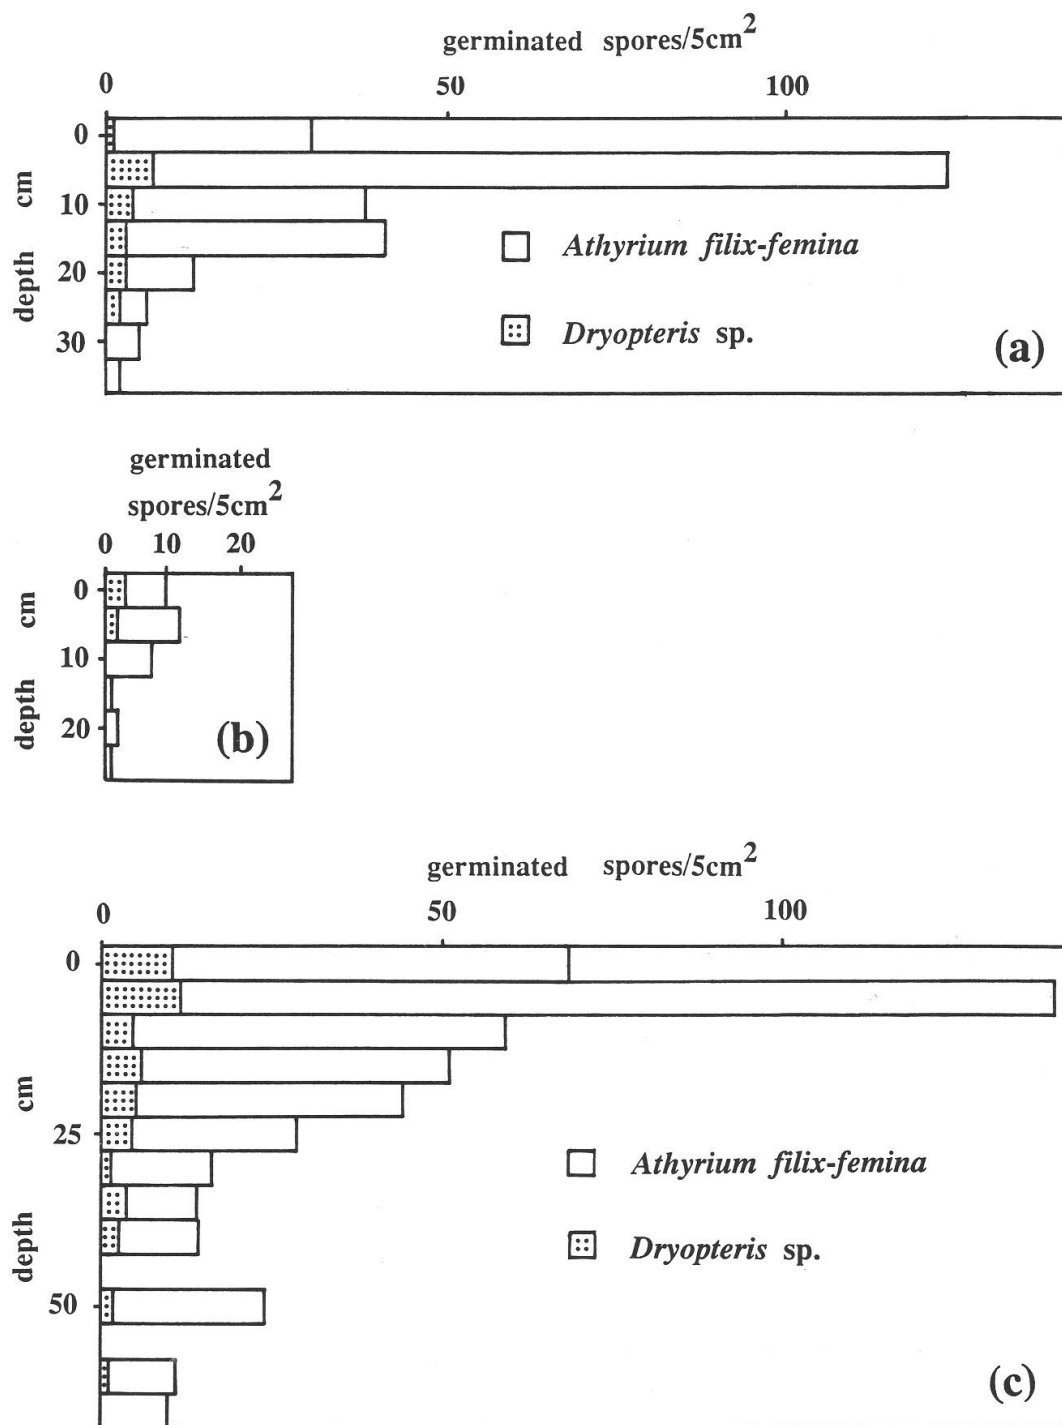 germinated spores/5cm2
0 50 100
0
10
20
30
depth cm
Athyrium filix-femina
Dryopteris sp.
(a)
germinated
spores/5cm2
0 10 20
0
10
20
depth cm
(b)
germinated spores/5cm2
0 50 100
0
25
50
depth cm
Athyrium filix-femina
Dryopteris sp.
(c)